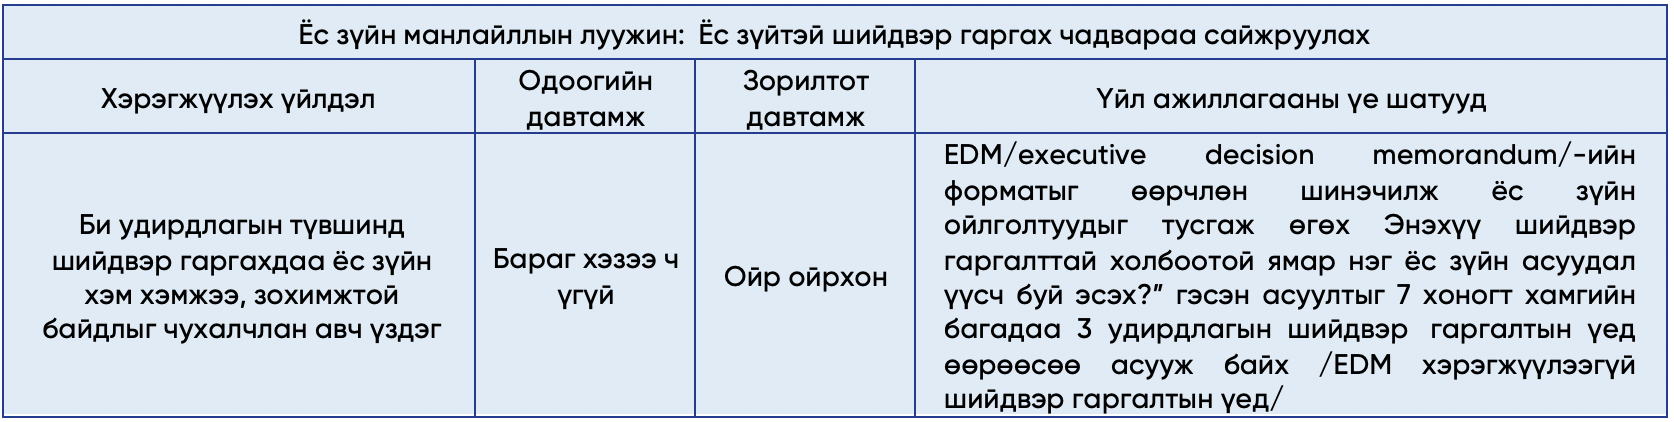 Ёс зүйн манлайллын луужин:  Ёс зүйтэй шийдвэр гаргах чадвараа сайжруулах
Хэрэгжүүлэх үйлдэл
Одоогийн
давтамж
Зорилтот
давтамж
Үйл ажиллагааны үе шатууд
Би удирдлагын түвшинд
шийдвэр гаргахдаа ёс зүйн
хэм хэмжээ, зохимжтой
байдлыг чухалчлан авч үздэг
Бараг хэзээ ч
үгүй
Ойр ойрхон
EDM/executive decision memorandum/-ийн
форматыг өөрчлөн шинэчилж ёс зүйн
ойлголтуудыг тусгаж өгөх Энэхүү шийдвэр
гаргалттай холбоотой ямар нэг ёс зүйн асуудал
үүсч буй эсэх?” гэсэн асуултыг 7 хоногт хамгийн
багадаа 3 удирдлагын шийдвэр гаргалтын үед
өөрөөсөө асууж байх /EDM хэрэгжүүлээгүй
шийдвэр гаргалтын үед/